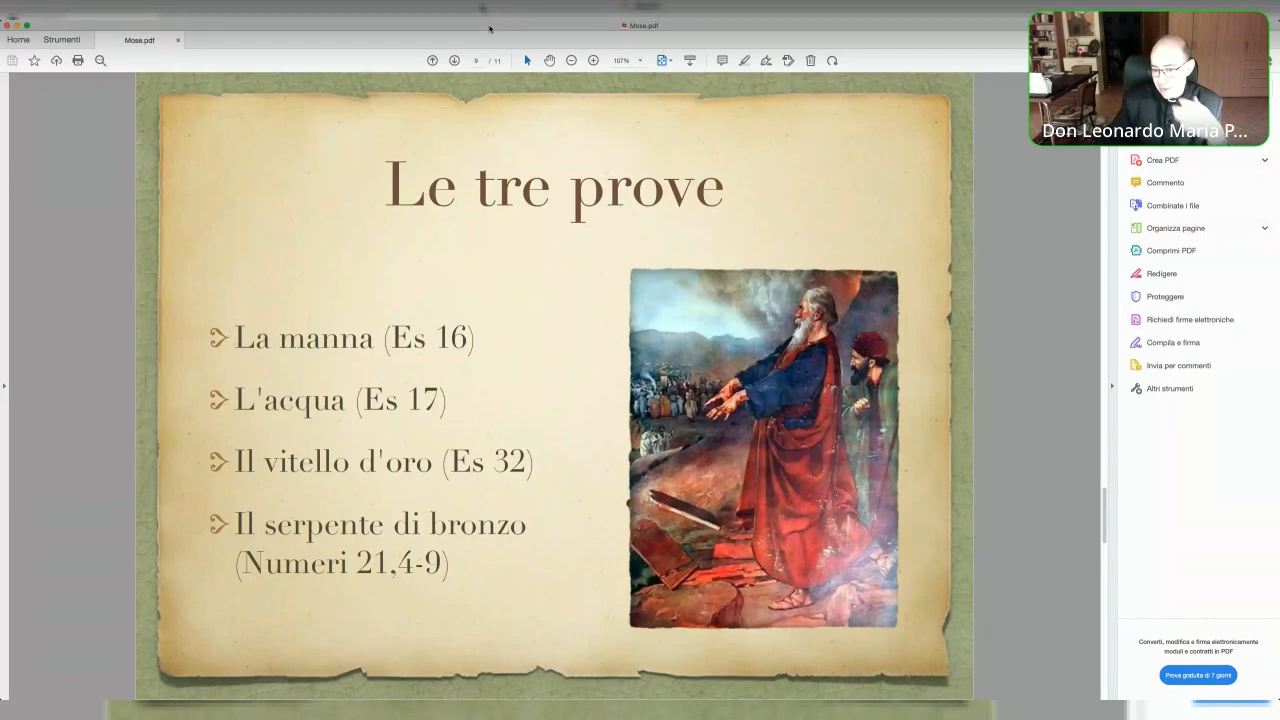 Mose.pdf
Home
Strumenti
Mose.pdf
×
9 / 11
107%
Don Leonardo Maria P...
Le tre prove
La manna (Es 16)
L'acqua (Es 17)
Il vitello d'oro (Es 32)
Il serpente di bronzo
(Numeri 21,4-9)
Crea PDF
Commento
Combinate i file
Organizza pagine
Comprimi PDF
Redigere
Proteggere
Richiedi firme elettroniche
Compila e firma
Invia per commenti
Altri strumenti
Converti, modifica e firma elettronicamente
moduli e contratti in PDF
Prova gratuita di 7 giorni